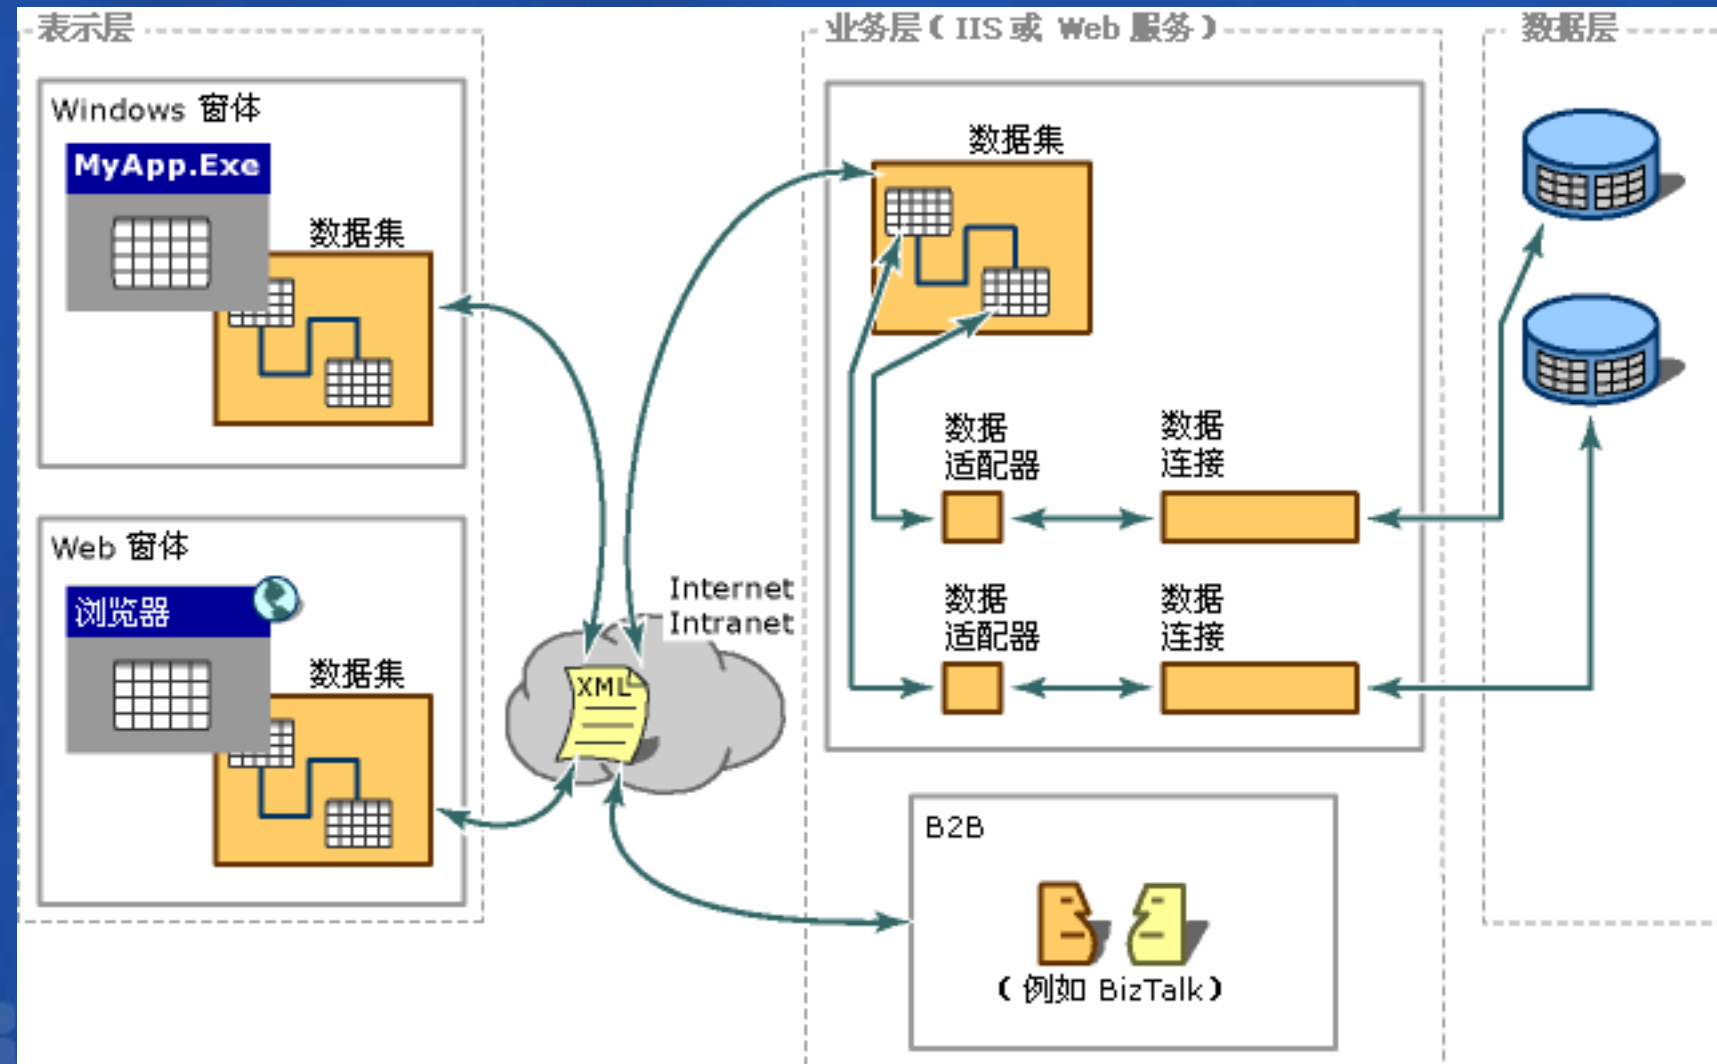 表示层
Windows 窗体
MyApp.Exe
数据集
Web 窗体
浏览器
数据集
Internet
Intranet
XML
业务层（IIS 或 Web 服务）
数据集
数据
适配器
数据
连接
数据
适配器
数据
连接
B2B
（例如 BizTalk）
数据层